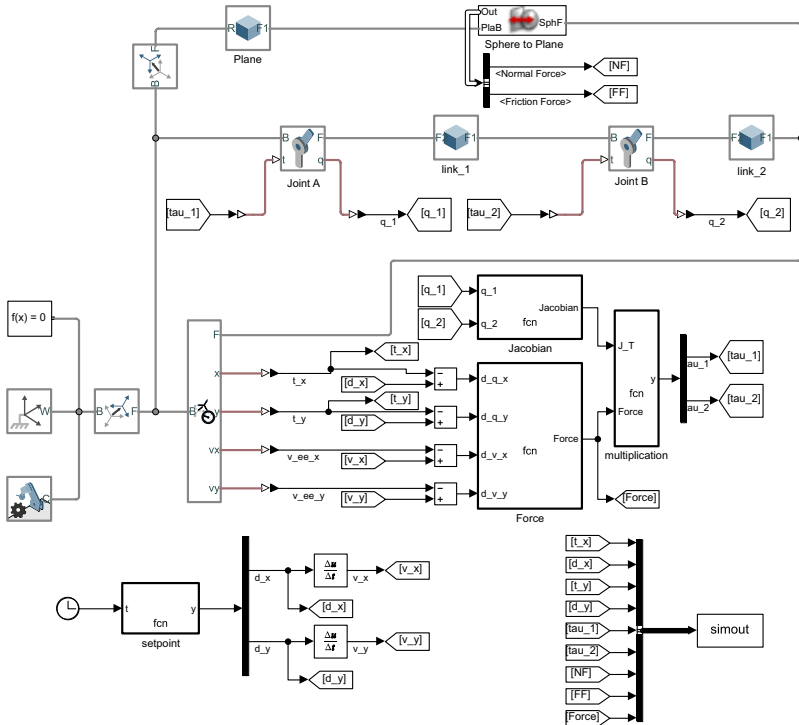 Out
PlaB
SphF
Sphere to Plane
F
B
R
F1
Plane
<Normal Force>
[NF]
<Friction Force>
[FF]
B
F
t
q
Joint A
F1
link_1
B
F
t
q
Joint B
F1
link_2
[tau_1]
q_1
[q_1]
[tau_2]
q_2
[q_2]
f(x) = 0
W
C
B
F
B
F
x
y
vx
vy
t_x
[t_x]
[d_x]
t_y
[t_y]
[d_y]
v_ee_x
[v_x]
v_ee_y
[v_y]
−
+
−
+
−
+
−
+
[q_1]
[q_2]
q_1
q_2
Jacobian
fcn
Jacobian
d_q_x
d_q_y
d_v_x
d_v_y
Force
fcn
Force
J_T
Force
y
fcn
multiplication
[Force]
au_1
[tau_1]
au_2
[tau_2]
t
y
fcn
setpoint
d_x
Δu
Δt
v_x
[v_x]
[d_x]
d_y
Δu
Δt
v_y
[v_y]
[d_y]
[t_x]
[d_x]
[t_y]
[d_y]
[tau_1]
[tau_2]
[NF]
[FF]
[Force]
simout